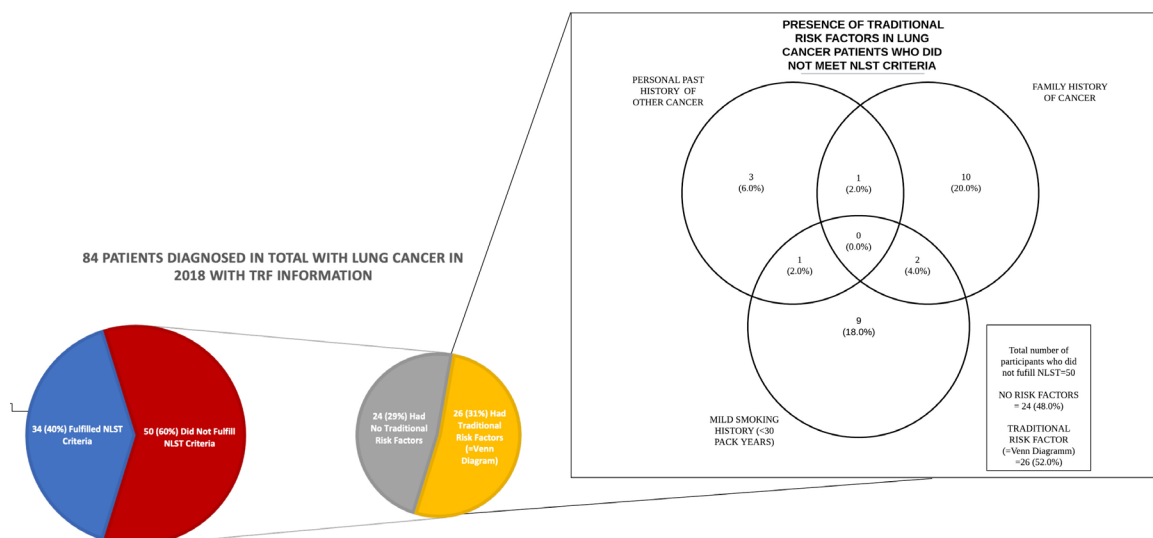 PRESENCE OF TRADITIONAL
RISK FACTORS IN LUNG
CANCER PATIENTS WHO DID
NOT MEET NLST CRITERIA
PERSONAL PAST
HISTORY OF
OTHER CANCER
FAMILY HISTORY
OF CANCER
3
(6.0%)
1
(2.0%)
10
(20.0%)
0
(0.0%)
1
(2.0%)
2
(4.0%)
9
(18.0%)
MILD SMOKING
HISTORY (<30
PACK YEARS)
Total number of
participants who did
not fufill NLST=50
NO RISK FACTORS
= 24 (48.0%)
TRADITIONAL
RISK FACTOR
(=Venn Diagramm)
=26 (52.0%)
84 PATIENTS DIAGNOSED IN TOTAL WITH LUNG CANCER IN
2018 WITH TRF INFORMATION
34 (40%) Fulfilled NLST
Criteria
50 (60%) Did Not Fulfill
NLST Criteria
24 (29%) Had
No Traditional
Risk Factors
26 (31%) Had
Traditional
Risk Factors
(=Venn
Diagram)